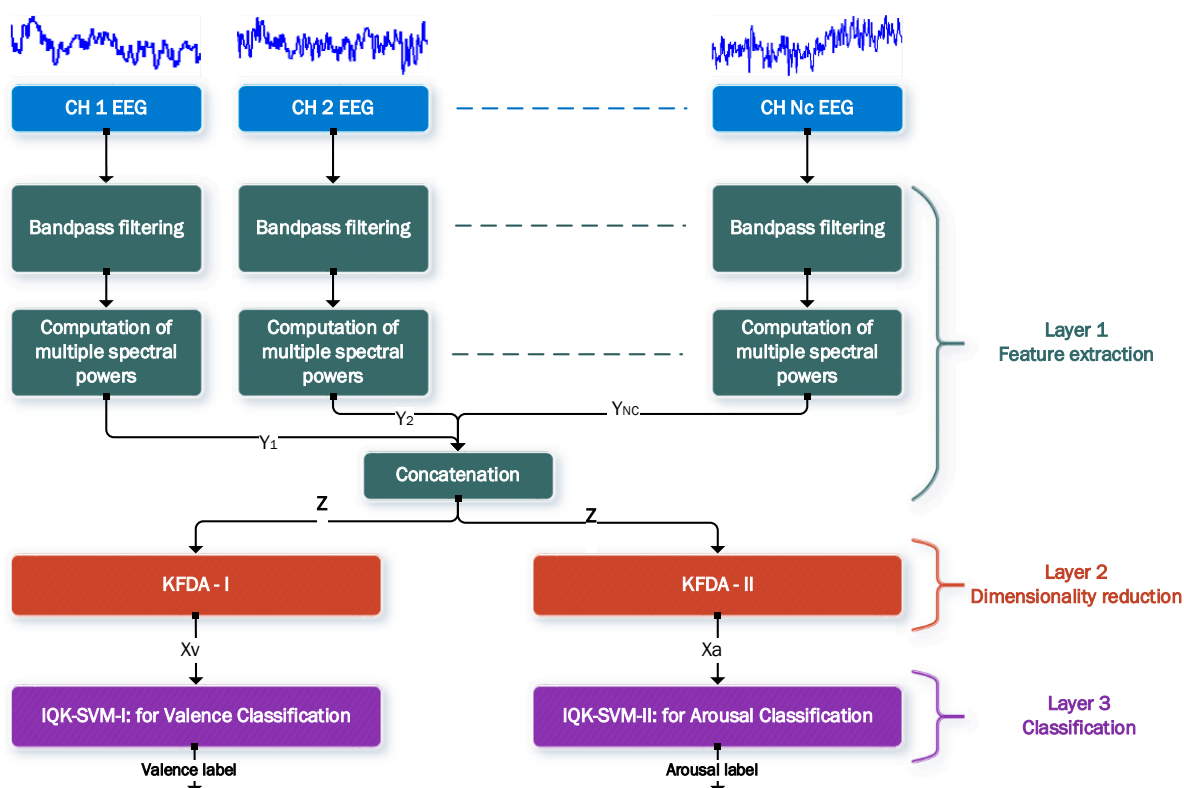 CH 1 EEG
CH 2 EEG
CH Nc EEG
Bandpass filtering
Bandpass filtering
Bandpass filtering
Computation of
multiple spectral
powers
Computation of
multiple spectral
powers
Computation of
multiple spectral
powers
Layer 1
Feature extraction
Y1
Y2
YNC
Concatenation
Z
Z
KFDA - I
KFDA - II
Layer 2
Dimensionality reduction
Xv
Xa
IQK-SVM-I: for Valence Classification
IQK-SVM-II: for Arousal Classification
Layer 3
Classification
Valence label
Arousal label